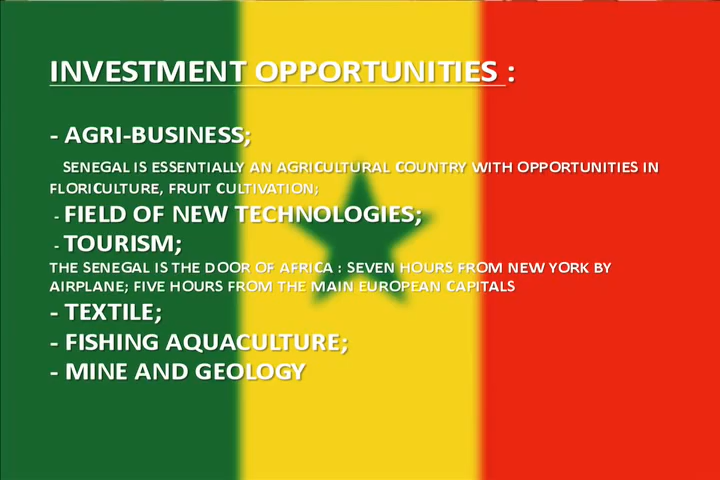 INVESTMENT OPPORTUNITIES :
- AGRI-BUSINESS;
SENEGAL IS ESSENTIALLY AN AGRICULTURAL COUNTRY WITH OPPORTUNITIES IN
FLORICULTURE, FRUIT CULTIVATION;
- FIELD OF NEW TECHNOLOGIES;
- TOURISM;
THE SENEGAL IS THE DOOR OF AFRICA : SEVEN HOURS FROM NEW YORK BY
AIRPLANE; FIVE HOURS FROM THE MAIN EUROPEAN CAPITALS
- TEXTILE;
- FISHING AQUACULTURE;
- MINE AND GEOLOGY